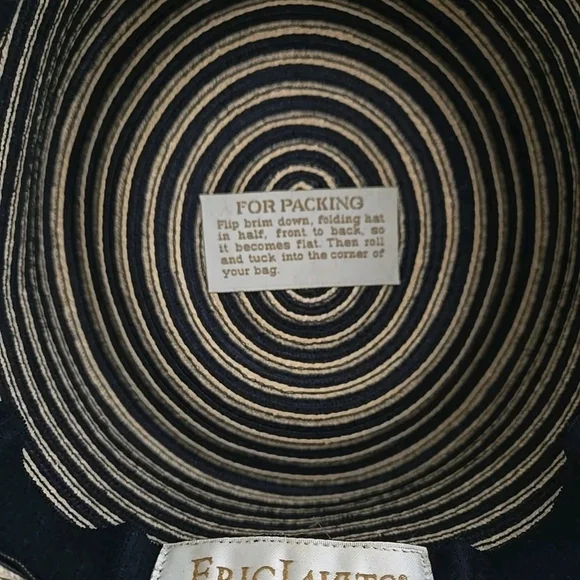 FOR PACKING
Flip brim down, folding hat
in half, front to back, so
it becomes flat. Then roll
and tuck into the corner of
your bag.